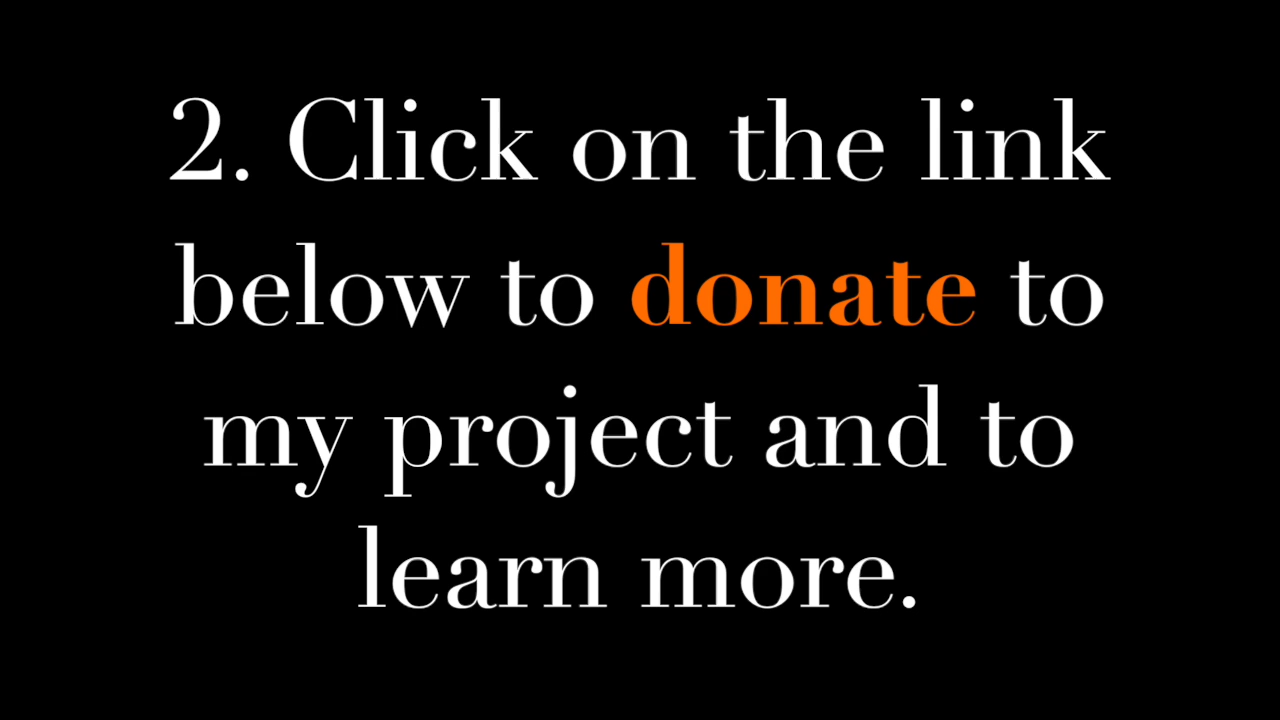 2. Click on the link
below to donate to
my project and to
learn more.